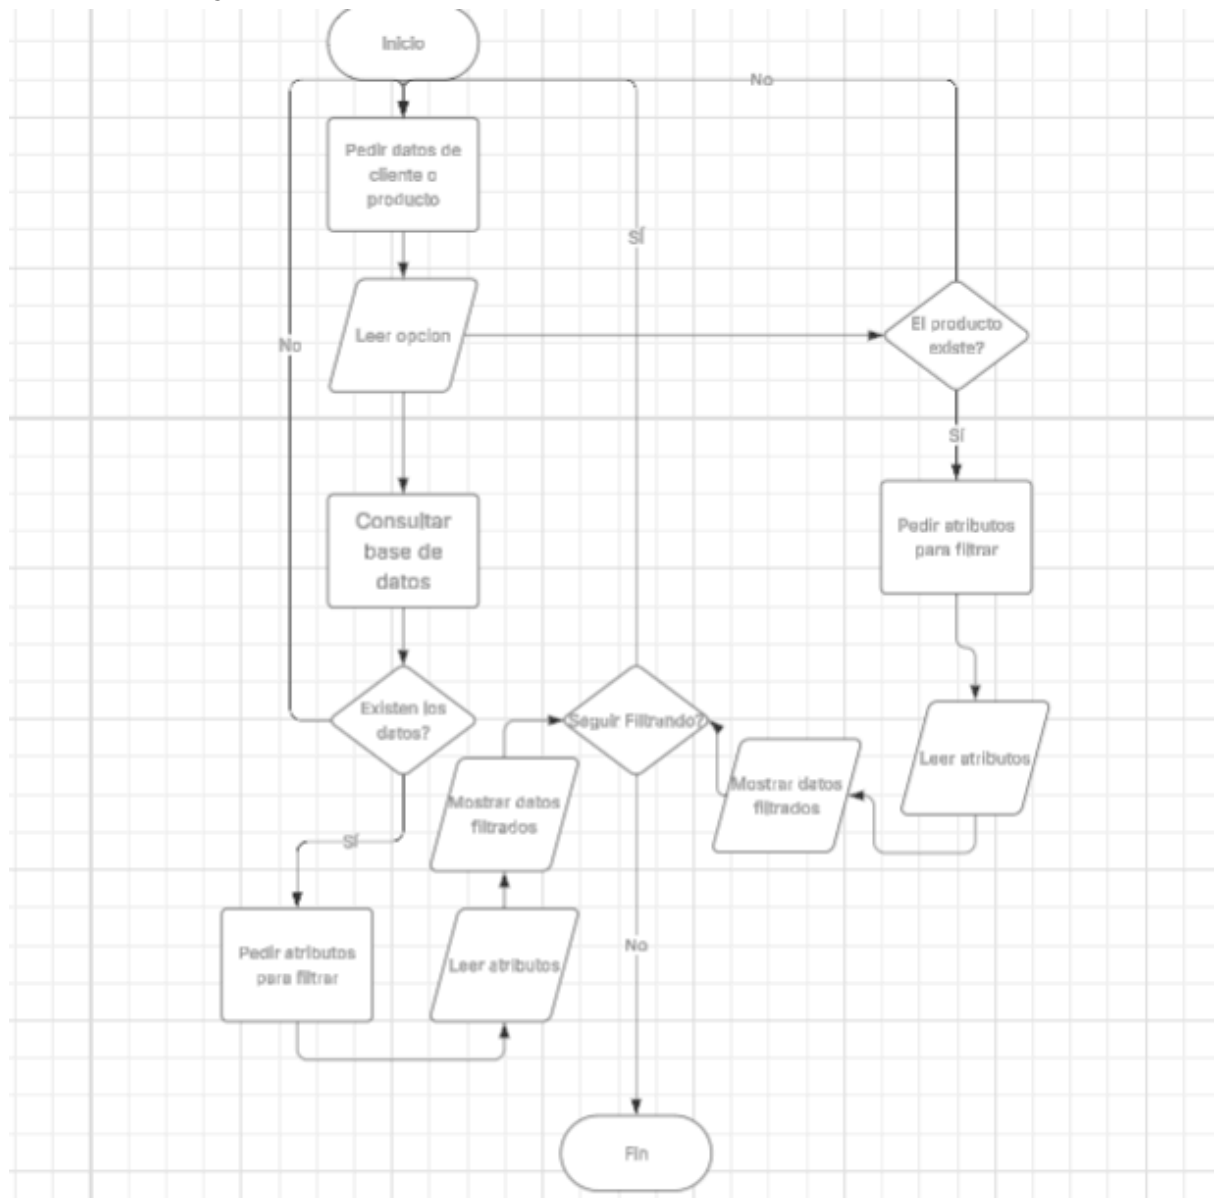 Inicio
No
Pedir datos de
cliente o
producto
SÍ
El producto
existe?
Leer opcion
No
SÍ
Consultar
base de
datos
Pedir atributos
para filtrar
Existen los
datos?
Seguir Filtrando?
Leer atributos
Mostrar datos
filtrados
Mostrar datos
filtrados
SÍ
Pedir atributos
para filtrar
Leer atributos
No
Fin